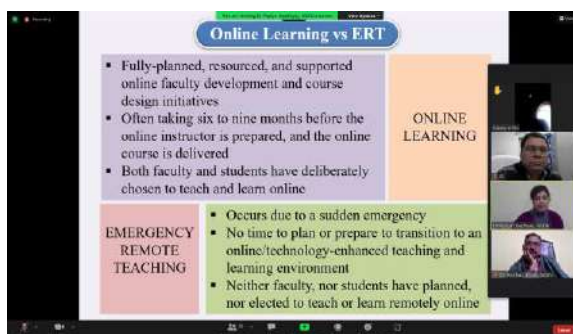 Online Learning vs ERT
▪ Fully-planned, resourced, and supported
online faculty development and course
design initiatives
▪ Often taking six to nine months before the
online instructor is prepared, and the online
course is delivered
▪ Both faculty and students have deliberately
chosen to teach and learn online
ONLINE
LEARNING
EMERGENCY
REMOTE
TEACHING
▪ Occurs due to a sudden emergency
▪ No time to plan or prepare to transition to an
online/technology-enhanced teaching and
learning environment
▪ Neither faculty, nor students have planned,
nor elected to teach or learn remotely online